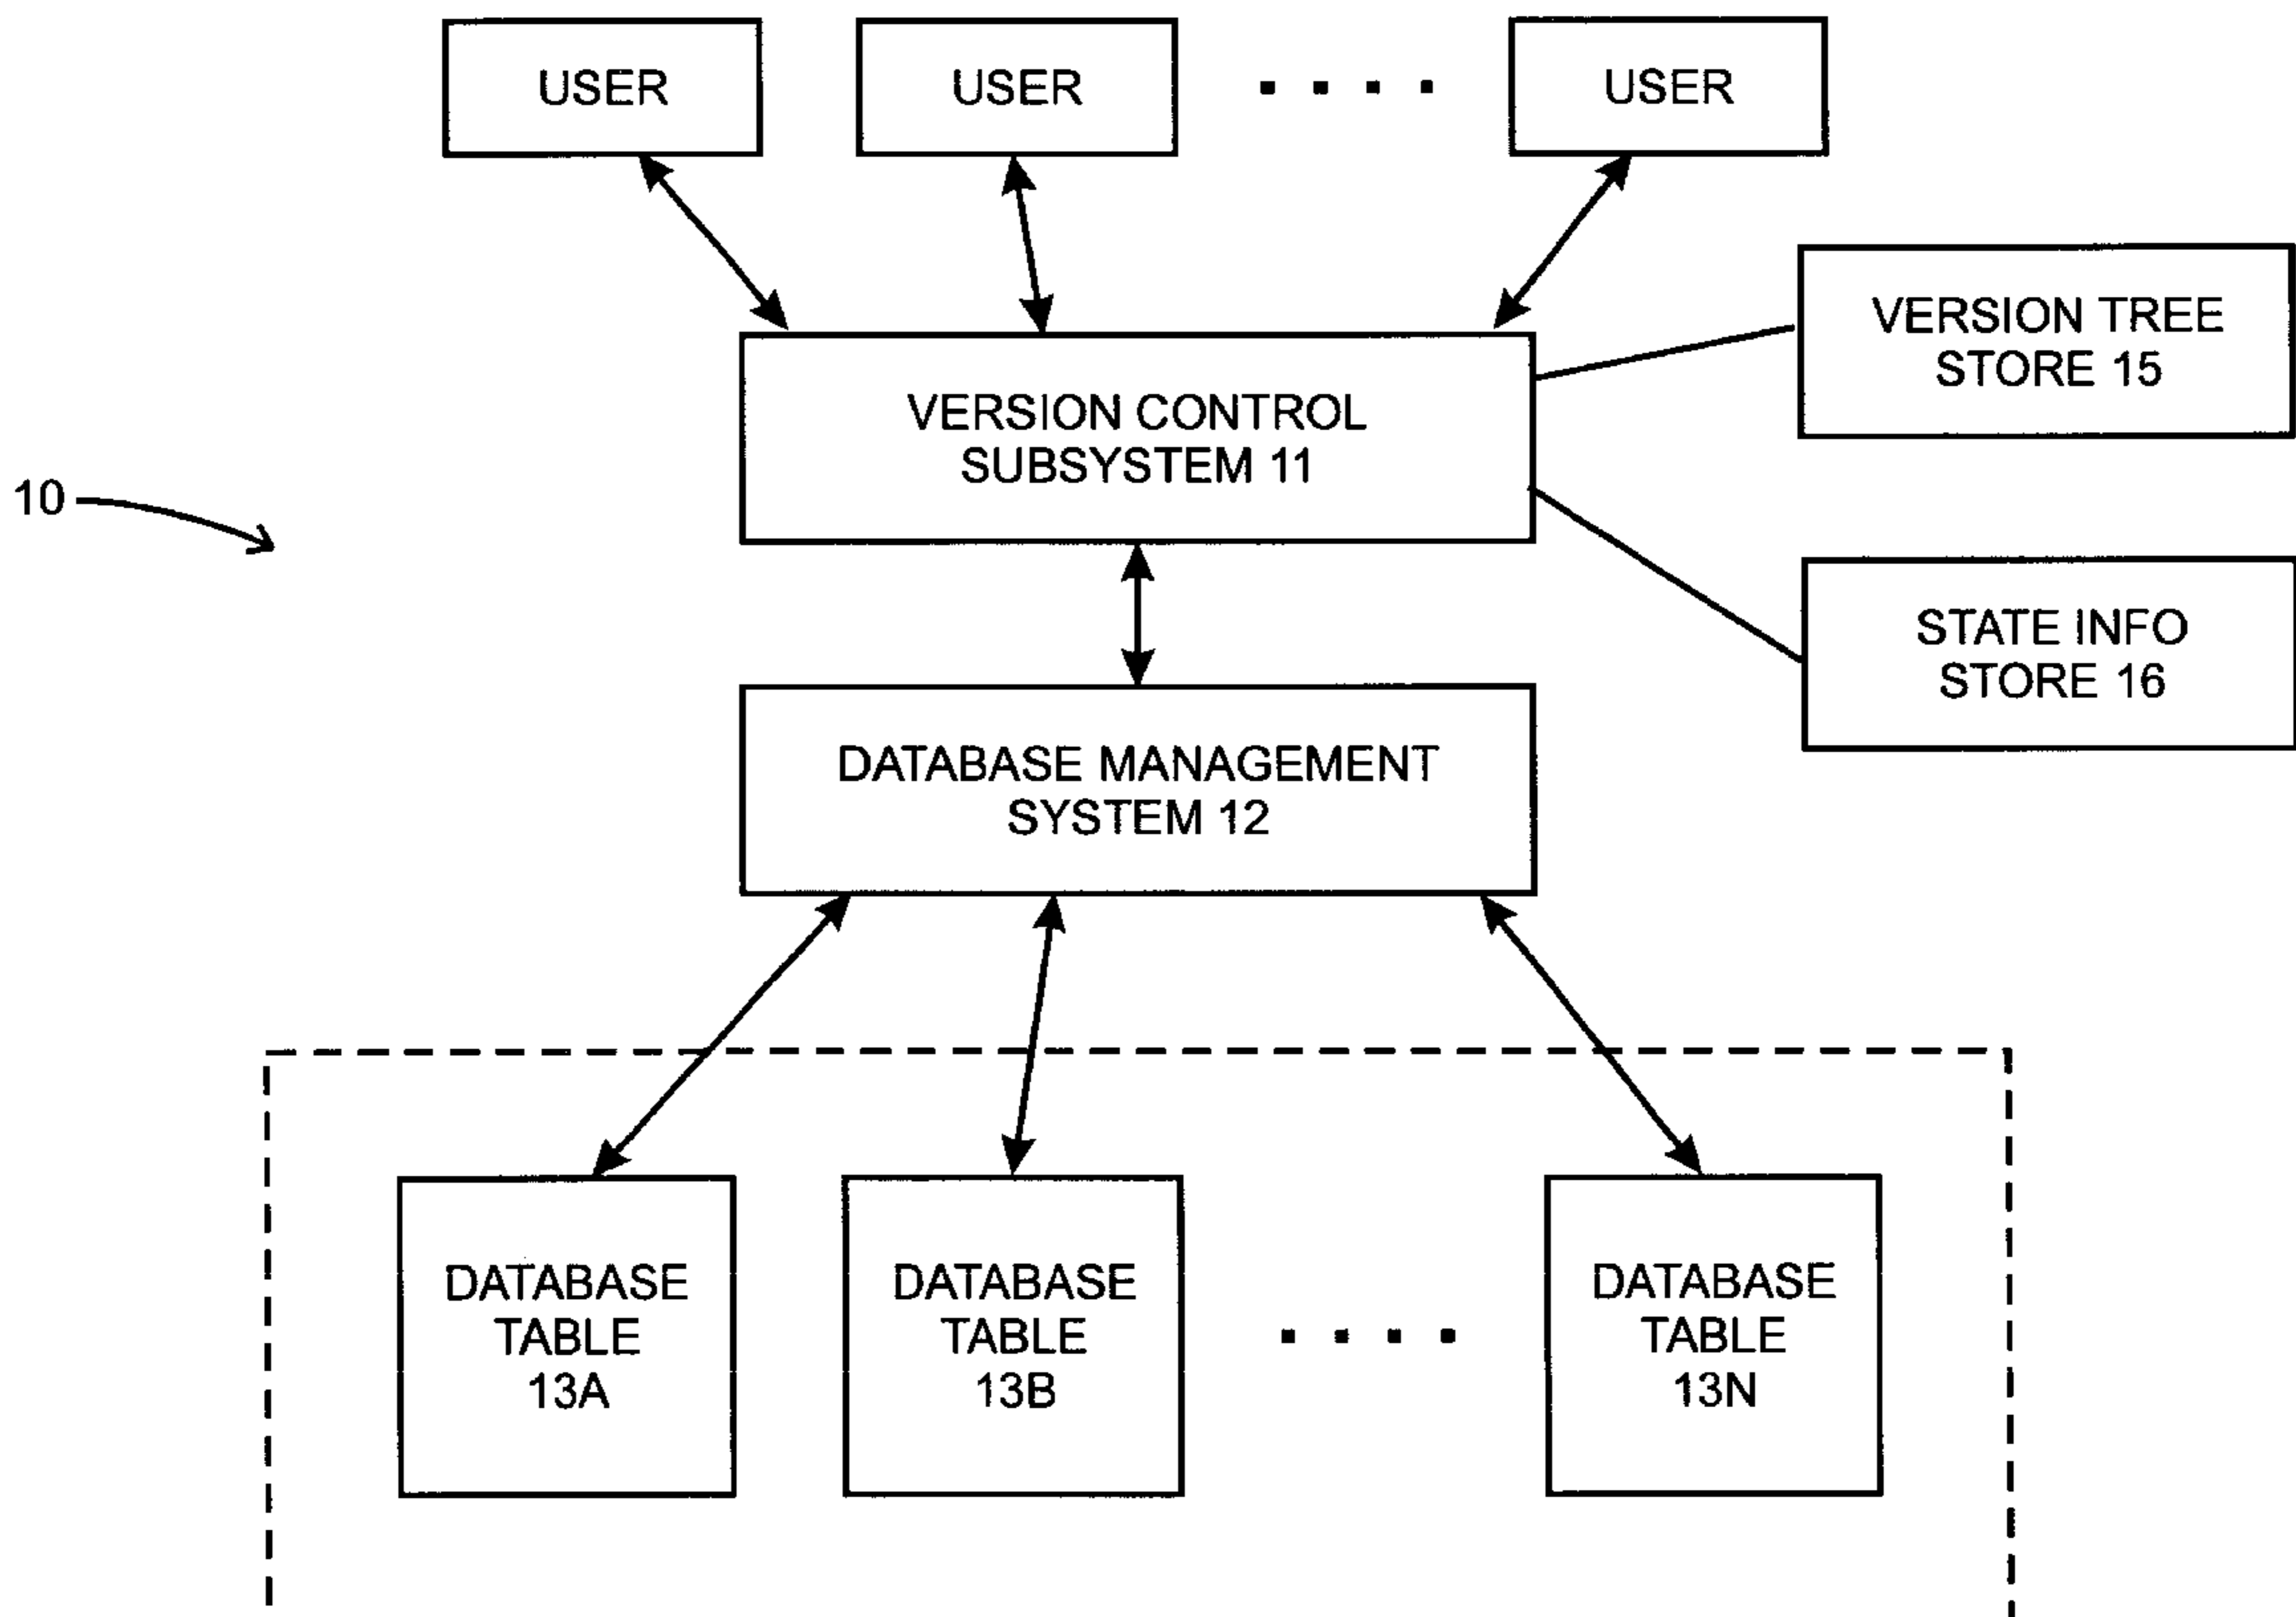 USER
USER
USER
VERSION TREE
STORE 15
VERSION CONTROL
SUBSYSTEM 11
10
STATE INFO
STORE 16
DATABASE MANAGEMENT
SYSTEM 12
DATABASE
TABLE
13A
DATABASE
TABLE
13B
DATABASE
TABLE
13N